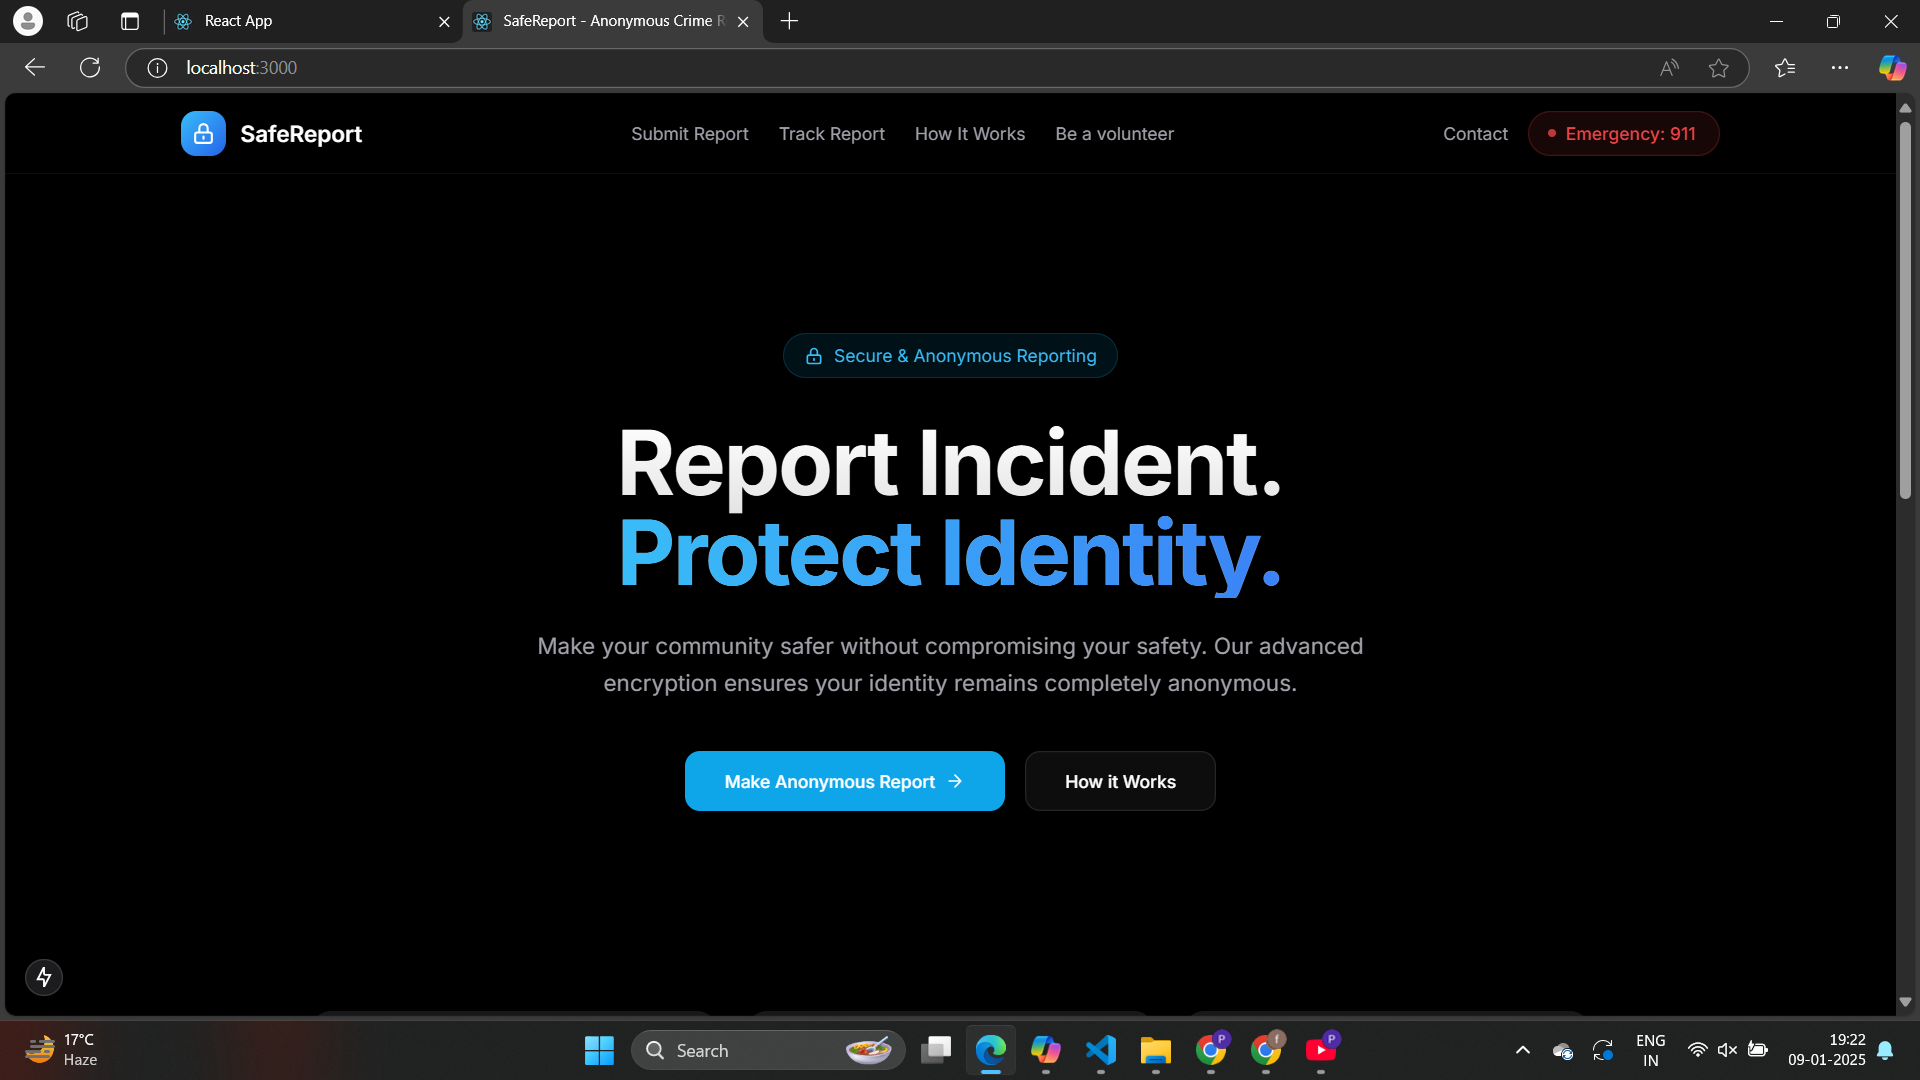 React App
SafeReport - Anonymous Crime R
localhost:3000
SafeReport
Submit Report
Track Report
How It Works
Be a volunteer
Contact
Emergency: 911
Secure & Anonymous Reporting
Report Incident.
Protect Identity.
Make your community safer without compromising your safety. Our advanced
encryption ensures your identity remains completely anonymous.
Make Anonymous Report
How it Works
17°C
Haze
Search
P
f
P
ENG
IN
19:22
09-01-2025